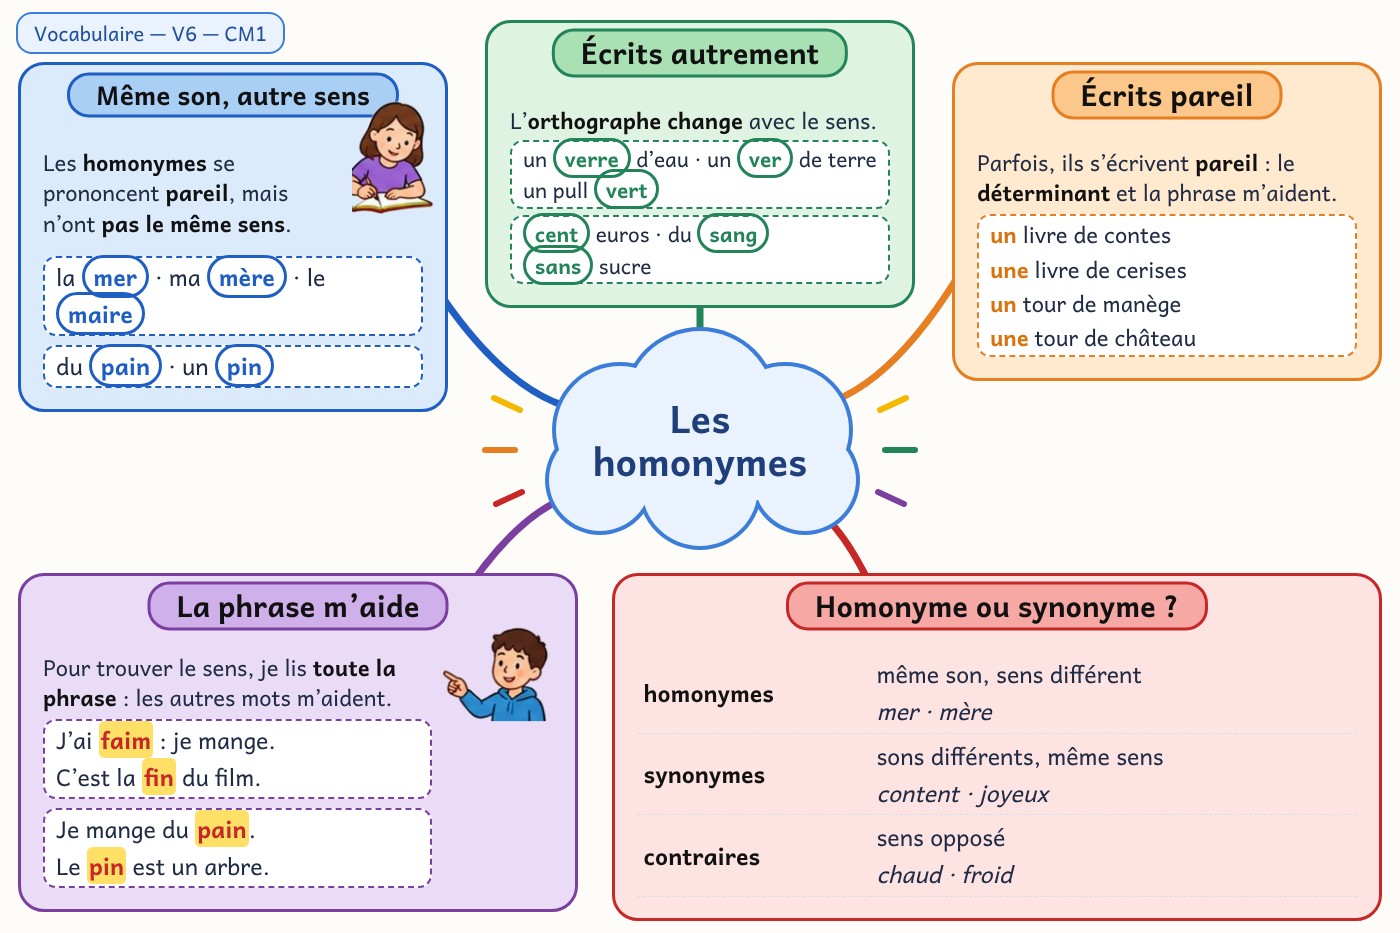 Vocabulaire — V6 — CM1
Même son, autre sens
Les homonymes se
prononcent pareil, mais
n’ont pas le même sens.
la mer · ma mère · le
maire
du pain · un pin
Écrits autrement
L’orthographe change avec le sens.
un verre d’eau · un ver de terre
un pull vert
cent euros · du sang
sans sucre
Écrits pareil
Parfois, ils s’écrivent pareil : le
déterminant et la phrase m’aident.
un livre de contes
une livre de cerises
un tour de manège
une tour de château
Les
homonymes
La phrase m’aide
Pour trouver le sens, je lis toute la
phrase : les autres mots m’aident.
J’ai faim : je mange.
C’est la fin du film.
Je mange du pain.
Le pin est un arbre.
Homonyme ou synonyme ?
homonymes
même son, sens différent
mer · mère
synonymes
sons différents, même sens
content · joyeux
contraires
sens opposé
chaud · froid